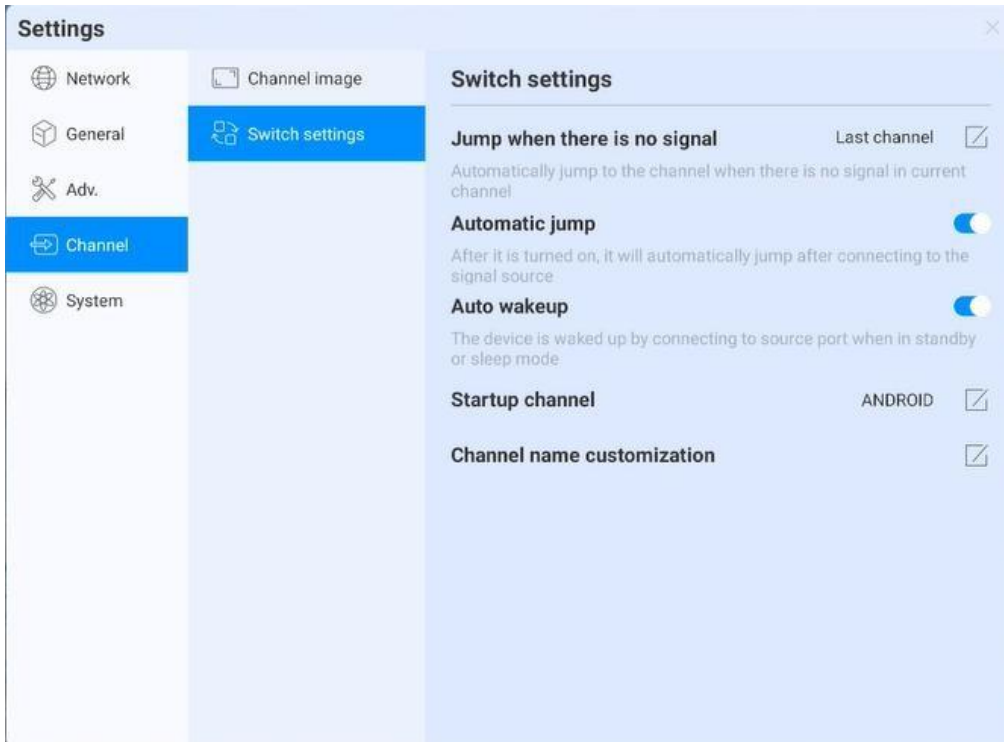 Settings
Network
General
Adv.
Channel
System
Channel image
Switch settings
Switch settings
Jump when there is no signal Last channel
Automatically jump to the channel when there is no signal in current
channel
Automatic jump
After it is turned on, it will automatically jump after connecting to the
signal source
Auto wakeup
The device is waked up by connecting to source port when in standby
or sleep mode
Startup channel ANDROID
Channel name customization